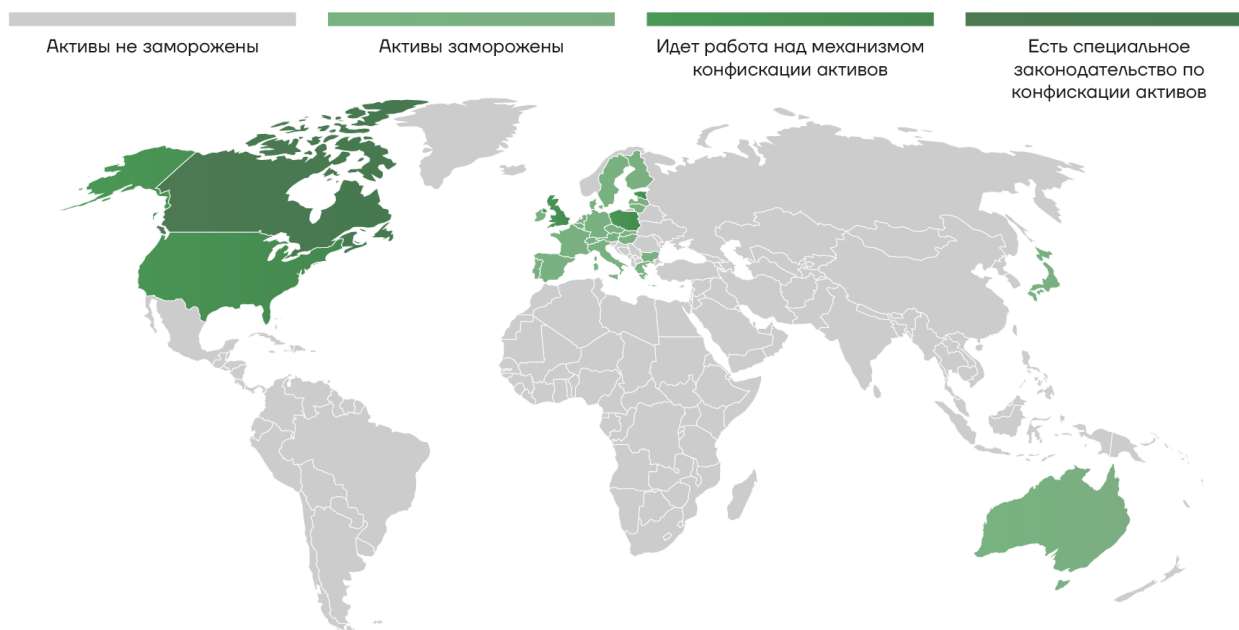 Активы не заморожены
Активы заморожены
Идет работа над механизмом
конфискации активов
Есть специальное
законодательство по
конфискации активов